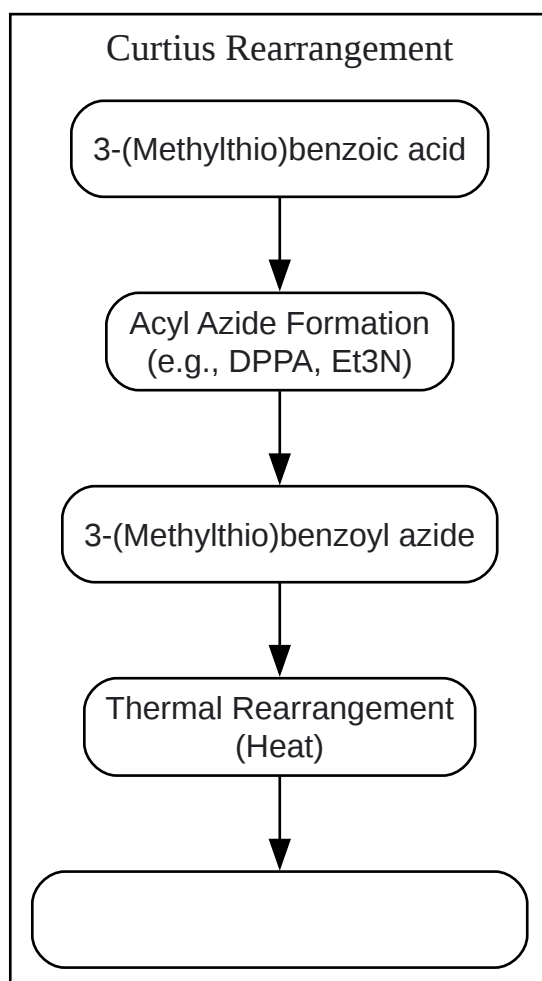 Curtius Rearrangement
3-(Methylthio)benzoic acid
Acyl Azide Formation
(e.g., DPPA, Et3N)
3-(Methylthio)benzoyl azide
Thermal Rearrangement
(Heat)